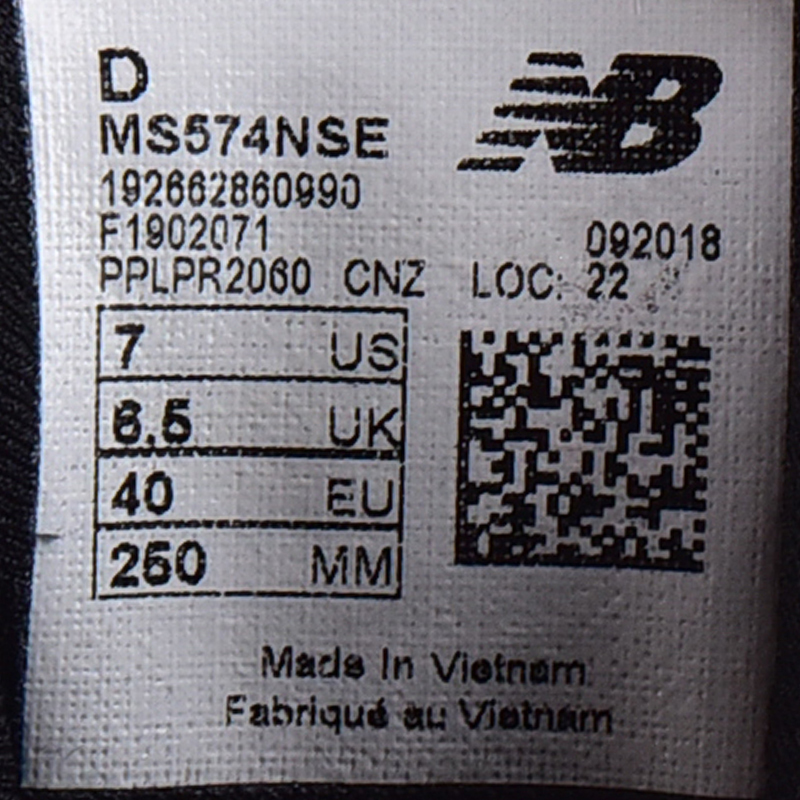 D
NB
MS574NSE
192662860990
F1902071 092018
PPLPR2060 CNZ LOC: 22
7 US
6.5 UK
40 EU
250 MM
Made In Vietnam
Fabriqué au Vietnam